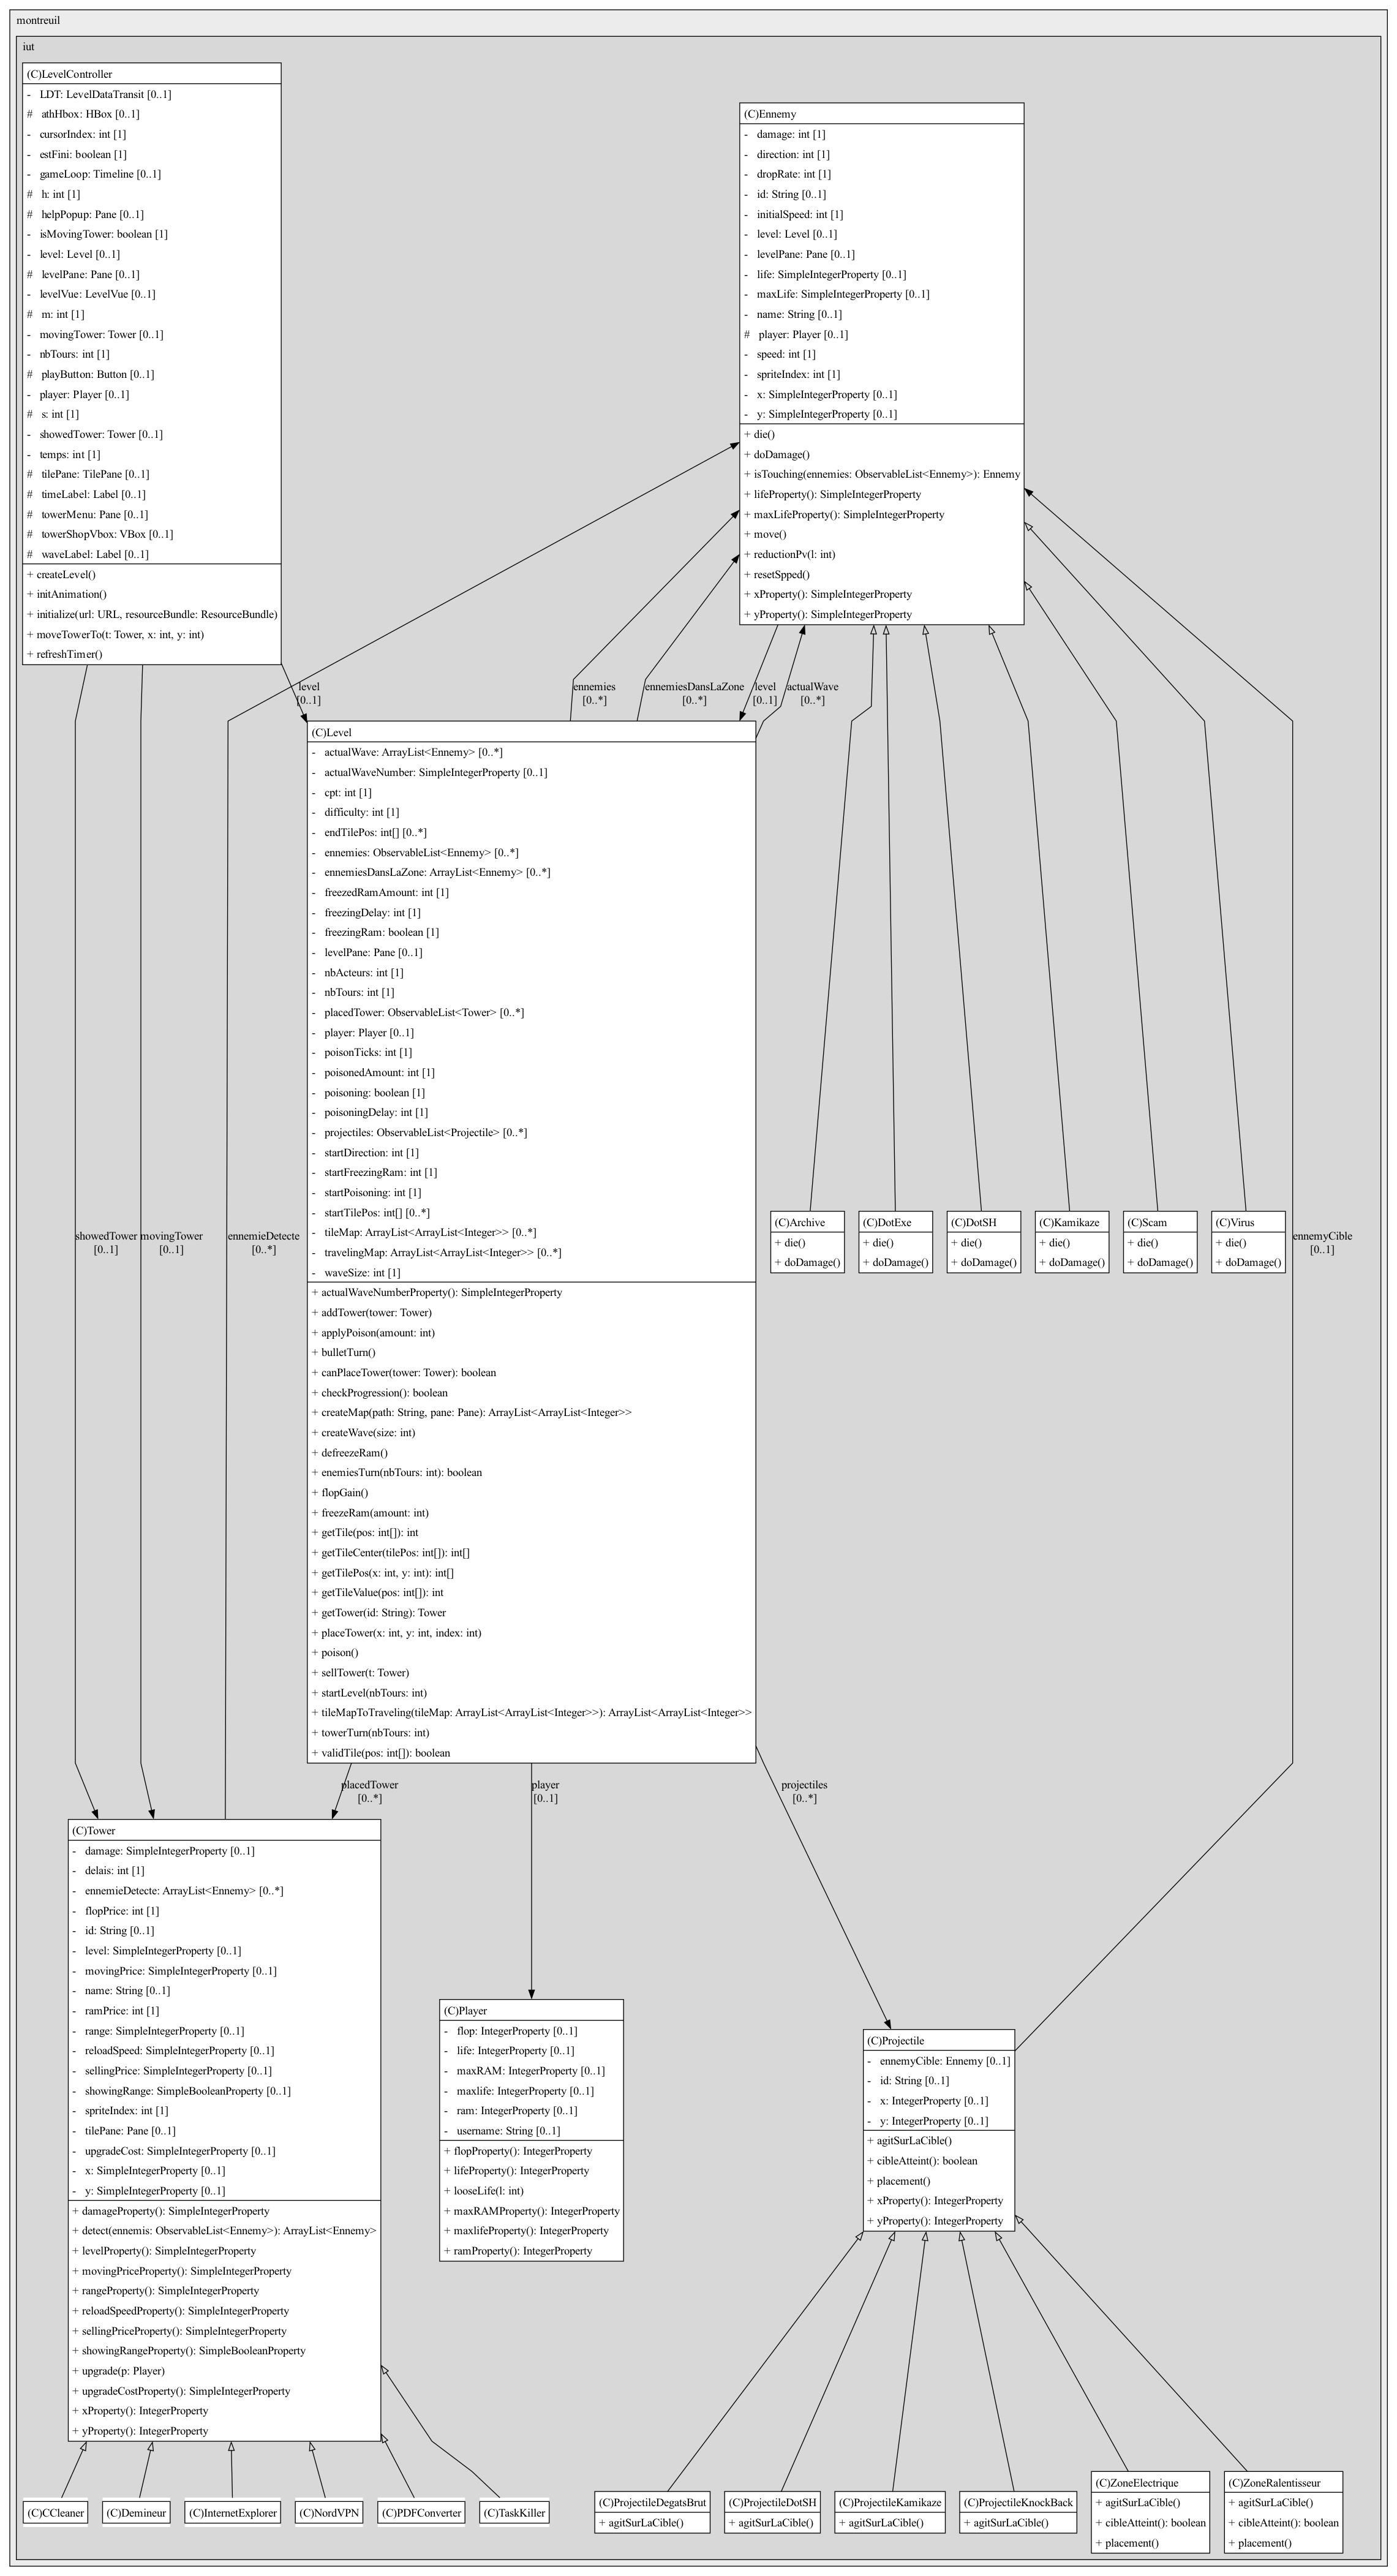 montreuil
iut
(C)LevelController
- LDT: LevelDataTransit [0..1]
# athHbox: HBox [0..1]
- cursorIndex: int [1]
- estFini: boolean [1]
- gameLoop: Timeline [0..1]
# h: int [1]
# helpPopup: Pane [0..1]
- isMovingTower: boolean [1]
- level: Level [0..1]
# levelPane: Pane [0..1]
- levelVue: LevelVue [0..1]
# m: int [1]
- movingTower: Tower [0..1]
- nbTours: int [1]
# playButton: Button [0..1]
- player: Player [0..1]
# s: int [1]
- showedTower: Tower [0..1]
- temps: int [1]
# tilePane: TilePane [0..1]
# timeLabel: Label [0..1]
# towerMenu: Pane [0..1]
# towerShopVbox: VBox [0..1]
# waveLabel: Label [0..1]
+ createLevel()
+ initAnimation()
+ initialize(url: URL, resourceBundle: ResourceBundle)
+ moveTowerTo(t: Tower, x: int, y: int)
+ refreshTimer()
(C)Ennemy
- damage: int [1]
- direction: int [1]
- dropRate: int [1]
- id: String [0..1]
- initialSpeed: int [1]
- level: Level [0..1]
- levelPane: Pane [0..1]
- life: SimpleIntegerProperty [0..1]
- maxLife: SimpleIntegerProperty [0..1]
- name: String [0..1]
# player: Player [0..1]
- speed: int [1]
- spriteIndex: int [1]
- x: SimpleIntegerProperty [0..1]
- y: SimpleIntegerProperty [0..1]
+ die()
+ doDamage()
+ isTouching(ennemies: ObservableList<Ennemy>): Ennemy
+ lifeProperty(): SimpleIntegerProperty
+ maxLifeProperty(): SimpleIntegerProperty
+ move()
+ reductionPv(l: int)
+ resetSpped()
+ xProperty(): SimpleIntegerProperty
+ yProperty(): SimpleIntegerProperty
level
[0..1]
ennemies
[0..*]
ennemiesDansLaZone
[0..*]
level
[0..1]
actualWave
[0..*]
(C)Level
- actualWave: ArrayList<Ennemy> [0..*]
- actualWaveNumber: SimpleIntegerProperty [0..1]
- cpt: int [1]
- difficulty: int [1]
- endTilePos: int[] [0..*]
- ennemies: ObservableList<Ennemy> [0..*]
- ennemiesDansLaZone: ArrayList<Ennemy> [0..*]
- freezedRamAmount: int [1]
- freezingDelay: int [1]
- freezingRam: boolean [1]
- levelPane: Pane [0..1]
- nbActeurs: int [1]
- nbTours: int [1]
- placedTower: ObservableList<Tower> [0..*]
- player: Player [0..1]
- poisonTicks: int [1]
- poisonedAmount: int [1]
- poisoning: boolean [1]
- poisoningDelay: int [1]
- projectiles: ObservableList<Projectile> [0..*]
- startDirection: int [1]
- startFreezingRam: int [1]
- startPoisoning: int [1]
- startTilePos: int[] [0..*]
- tileMap: ArrayList<ArrayList<Integer>> [0..*]
- travelingMap: ArrayList<ArrayList<Integer>> [0..*]
- waveSize: int [1]
+ actualWaveNumberProperty(): SimpleIntegerProperty
+ addTower(tower: Tower)
+ applyPoison(amount: int)
+ bulletTurn()
+ canPlaceTower(tower: Tower): boolean
+ checkProgression(): boolean
+ createMap(path: String, pane: Pane): ArrayList<ArrayList<Integer>>
+ createWave(size: int)
+ defreezeRam()
+ enemiesTurn(nbTours: int): boolean
+ flopGain()
+ freezeRam(amount: int)
+ getTile(pos: int[]): int
+ getTileCenter(tilePos: int[]): int[]
+ getTilePos(x: int, y: int): int[]
+ getTileValue(pos: int[]): int
+ getTower(id: String): Tower
+ placeTower(x: int, y: int, index: int)
+ poison()
+ sellTower(t: Tower)
+ startLevel(nbTours: int)
+ tileMapToTraveling(tileMap: ArrayList<ArrayList<Integer>>): ArrayList<ArrayList<Integer>>
+ towerTurn(nbTours: int)
+ validTile(pos: int[]): boolean
(C)Archive
+ die()
+ doDamage()
(C)DotExe
+ die()
+ doDamage()
(C)DotSH
+ die()
+ doDamage()
(C)Kamikaze
+ die()
+ doDamage()
(C)Scam
+ die()
+ doDamage()
(C)Virus
+ die()
+ doDamage()
showedTower
[0..1]
movingTower
[0..1]
ennemieDetecte
[0..*]
ennemyCible
[0..1]
placedTower
[0..*]
player
[0..1]
projectiles
[0..*]
(C)Tower
- damage: SimpleIntegerProperty [0..1]
- delais: int [1]
- ennemieDetecte: ArrayList<Ennemy> [0..*]
- flopPrice: int [1]
- id: String [0..1]
- level: SimpleIntegerProperty [0..1]
- movingPrice: SimpleIntegerProperty [0..1]
- name: String [0..1]
- ramPrice: int [1]
- range: SimpleIntegerProperty [0..1]
- reloadSpeed: SimpleIntegerProperty [0..1]
- sellingPrice: SimpleIntegerProperty [0..1]
- showingRange: SimpleBooleanProperty [0..1]
- spriteIndex: int [1]
- tilePane: Pane [0..1]
- upgradeCost: SimpleIntegerProperty [0..1]
- x: SimpleIntegerProperty [0..1]
- y: SimpleIntegerProperty [0..1]
+ damageProperty(): SimpleIntegerProperty
+ detect(ennemis: ObservableList<Ennemy>): ArrayList<Ennemy>
+ levelProperty(): SimpleIntegerProperty
+ movingPriceProperty(): SimpleIntegerProperty
+ rangeProperty(): SimpleIntegerProperty
+ reloadSpeedProperty(): SimpleIntegerProperty
+ sellingPriceProperty(): SimpleIntegerProperty
+ showingRangeProperty(): SimpleBooleanProperty
+ upgrade(p: Player)
+ upgradeCostProperty(): SimpleIntegerProperty
+ xProperty(): IntegerProperty
+ yProperty(): IntegerProperty
(C)Player
- flop: IntegerProperty [0..1]
- life: IntegerProperty [0..1]
- maxRAM: IntegerProperty [0..1]
- maxlife: IntegerProperty [0..1]
- ram: IntegerProperty [0..1]
- username: String [0..1]
+ flopProperty(): IntegerProperty
+ lifeProperty(): IntegerProperty
+ looseLife(l: int)
+ maxRAMProperty(): IntegerProperty
+ maxlifeProperty(): IntegerProperty
+ ramProperty(): IntegerProperty
(C)Projectile
- ennemyCible: Ennemy [0..1]
- id: String [0..1]
- x: IntegerProperty [0..1]
- y: IntegerProperty [0..1]
+ agitSurLaCible()
+ cibleAtteint(): boolean
+ placement()
+ xProperty(): IntegerProperty
+ yProperty(): IntegerProperty
(C)CCleaner
(C)Demineur
(C)InternetExplorer
(C)NordVPN
(C)PDFConverter
(C)TaskKiller
(C)ProjectileDegatsBrut
+ agitSurLaCible()
(C)ProjectileDotSH
+ agitSurLaCible()
(C)ProjectileKamikaze
+ agitSurLaCible()
(C)ProjectileKnockBack
+ agitSurLaCible()
(C)ZoneElectrique
+ agitSurLaCible()
+ cibleAtteint(): boolean
+ placement()
(C)ZoneRalentisseur
+ agitSurLaCible()
+ cibleAtteint(): boolean
+ placement()